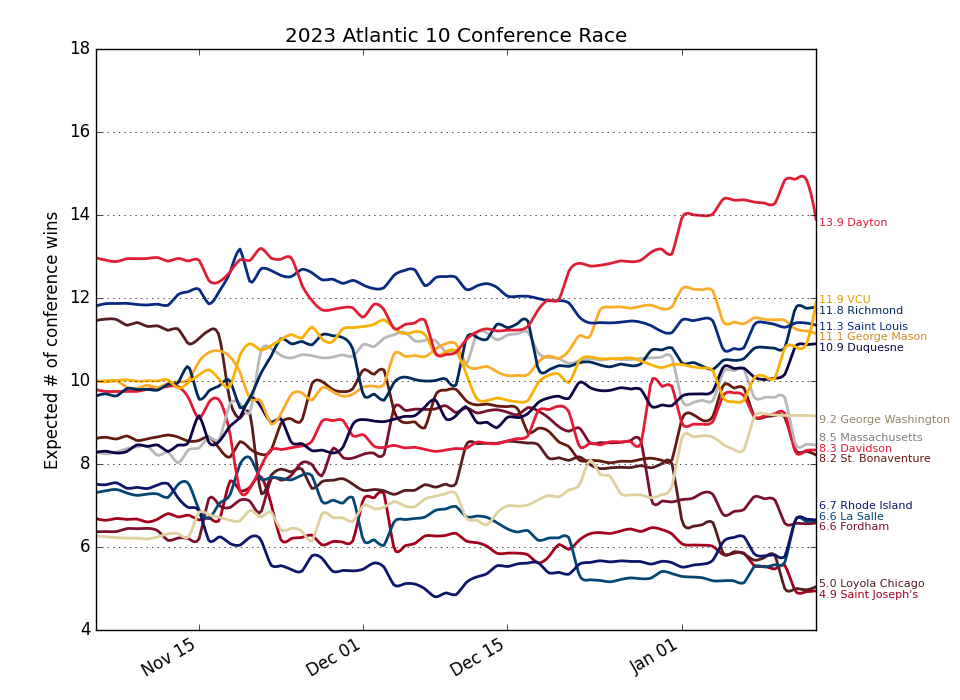 2023 Atlantic 10 Conference Race
Expected # of conference wins
18
16
14
12
10
8
6
4
Nov 15
Dec 01
Dec 15
Jan 01
13.9 Dayton
11.9 VCU
11.8 Richmond
11.3 Saint Louis
11.1 George Mason
10.9 Duquesne
9.2 George Washington
8.5 Massachusetts
8.3 Davidson
8.2 St. Bonaventure
6.7 Rhode Island
6.6 La Salle
6.6 Fordham
5.0 Loyola Chicago
4.9 Saint Joseph's